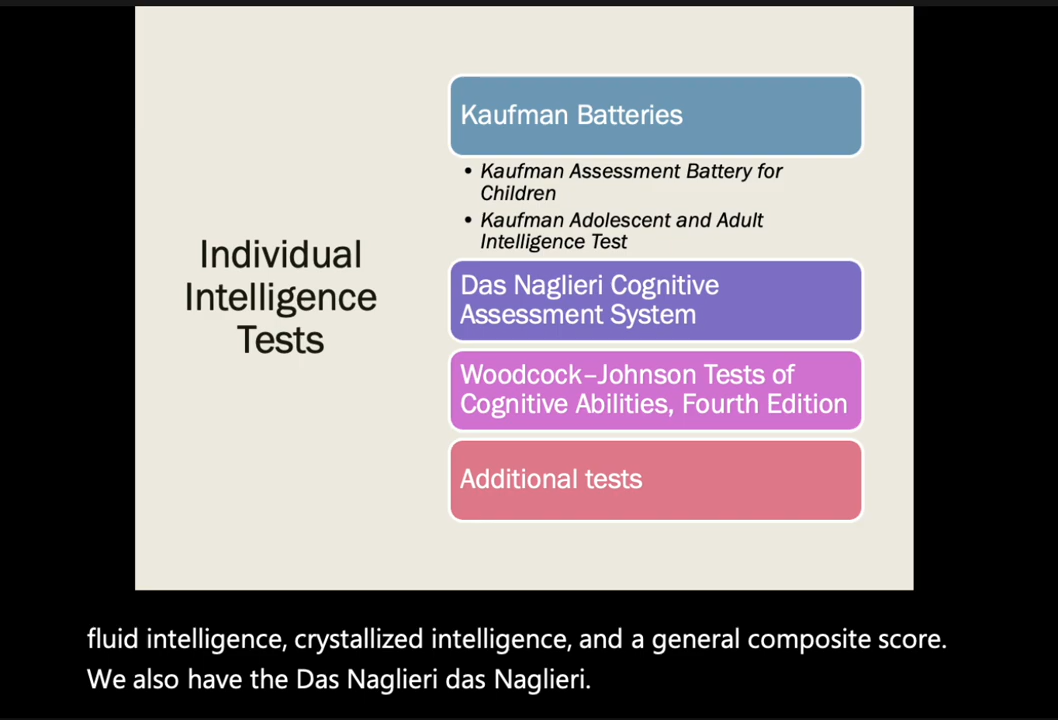 Individual
Intelligence
Tests
Kaufman Batteries
• Kaufman Assessment Battery for
Children
• Kaufman Adolescent and Adult
Intelligence Test
Das Naglieri Cognitive
Assessment System
Woodcock–Johnson Tests of
Cognitive Abilities, Fourth Edition
Additional tests
fluid intelligence, crystallized intelligence, and a general composite score.
We also have the Das Naglieri das Naglieri.